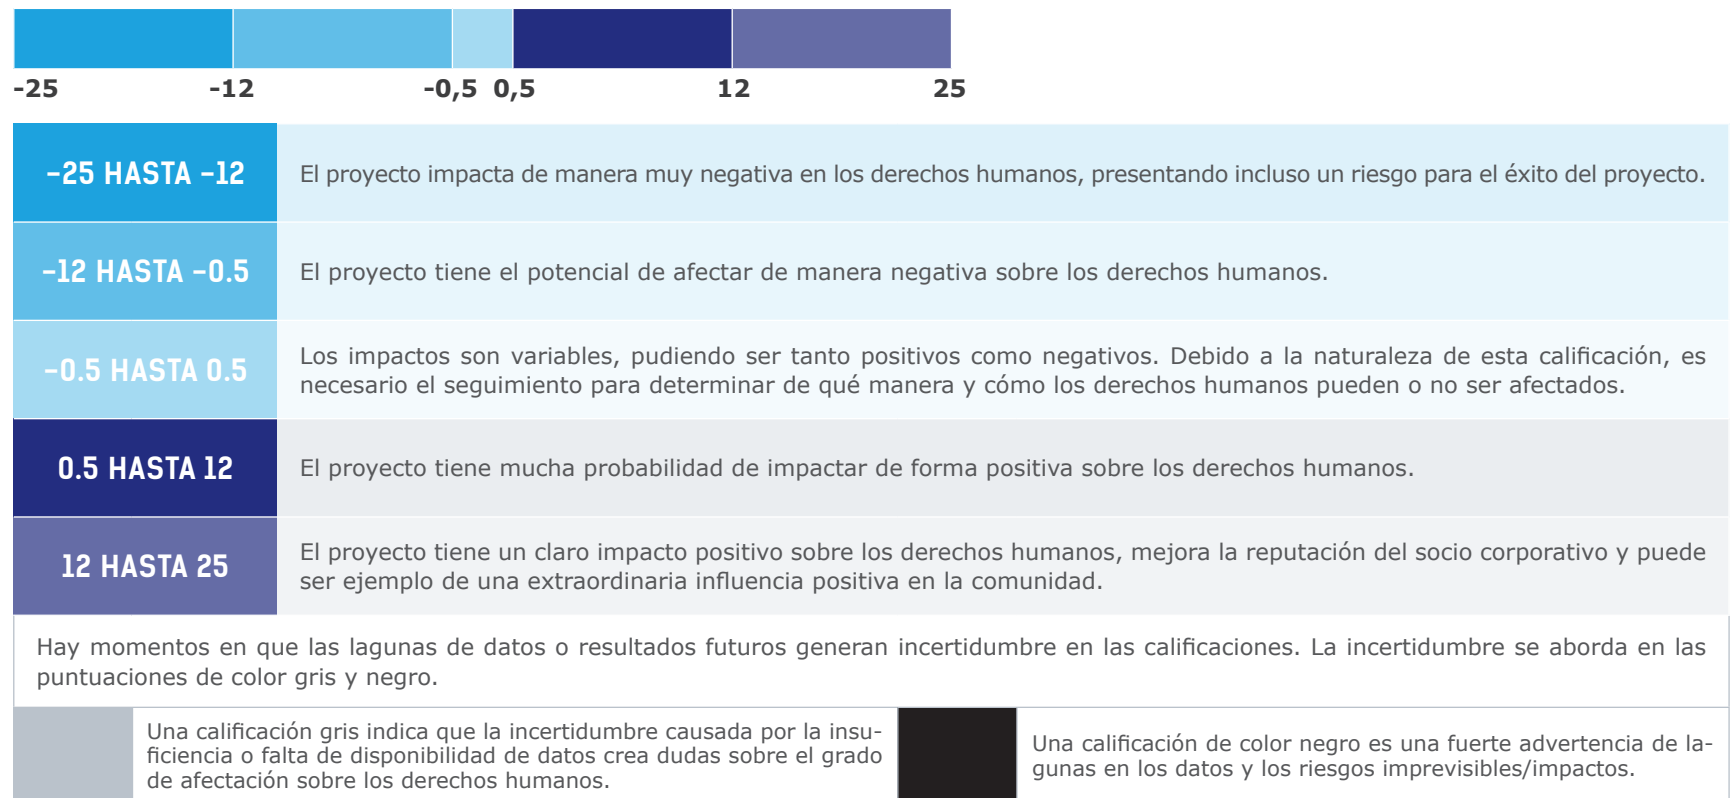 -25 -12 -0,5 0,5 12 25
-25 HASTA -12
El proyecto impacta de manera muy negativa en los derechos humanos, presentando incluso un riesgo para el éxito del proyecto.
-12 HASTA -0.5
El proyecto tiene el potencial de afectar de manera negativa sobre los derechos humanos.
-0.5 HASTA 0.5
Los impactos son variables, pudiendo ser tanto positivos como negativos. Debido a la naturaleza de esta calificación, es
necesario el seguimiento para determinar de qué manera y cómo los derechos humanos pueden o no ser afectados.
0.5 HASTA 12
El proyecto tiene mucha probabilidad de impactar de forma positiva sobre los derechos humanos.
12 HASTA 25
El proyecto tiene un claro impacto positivo sobre los derechos humanos, mejora la reputación del socio corporativo y puede
ser ejemplo de una extraordinaria influencia positiva en la comunidad.
Hay momentos en que las lagunas de datos o resultados futuros generan incertidumbre en las calificaciones. La incertidumbre se aborda en las
puntuaciones de color gris y negro.
Una calificación gris indica que la incertidumbre causada por la insu-
ficiencia o falta de disponibilidad de datos crea dudas sobre el grado
de afectación sobre los derechos humanos.
Una calificación de color negro es una fuerte advertencia de la-
gunas en los datos y los riesgos imprevisibles/impactos.